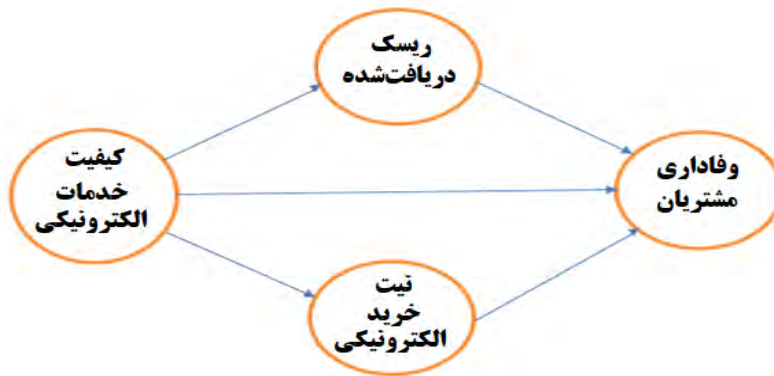 ریسک
دریافت‌شده
کیفیت
خدمات
الکترونیکی
وفاداری
مشتریان
نیت
خرید
الکترونیکی